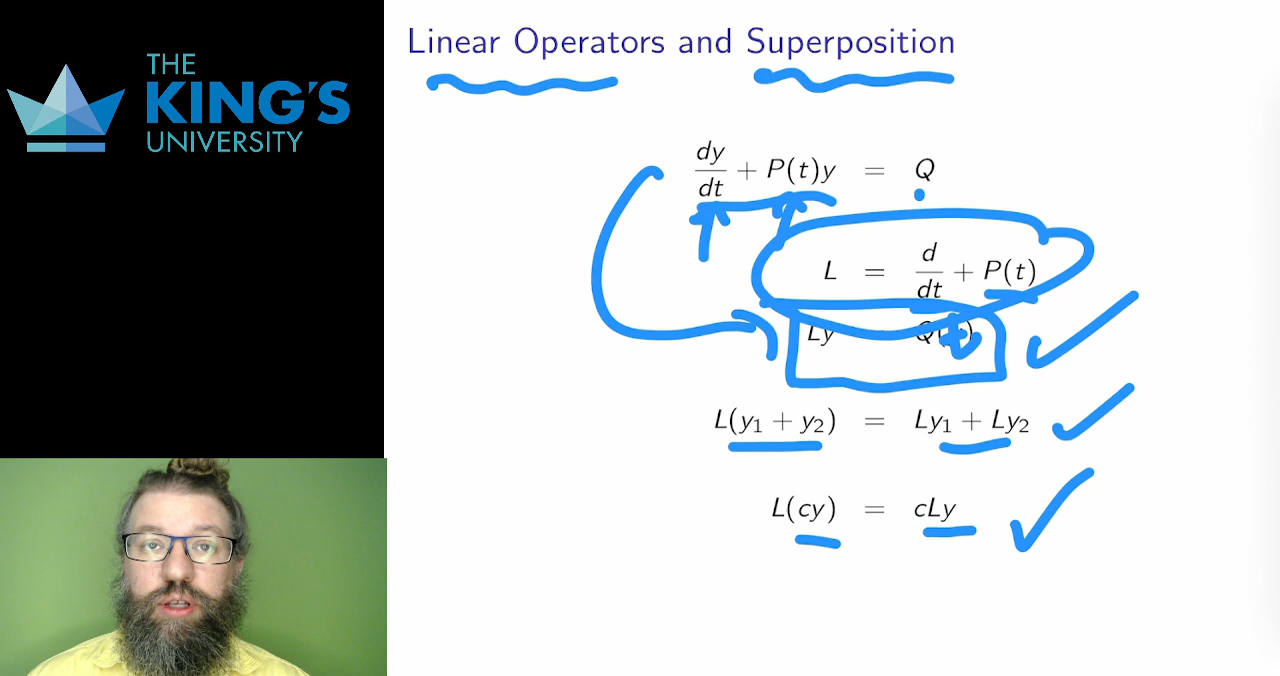 THE
KING'S
UNIVERSITY
Linear Operators and Superposition
dy/dt + P(t)y = Q
L = d/dt + P(t)
Ly Q( )
L(y₁ + y₂) = Ly₁ + Ly₂
L(cy) = cLy